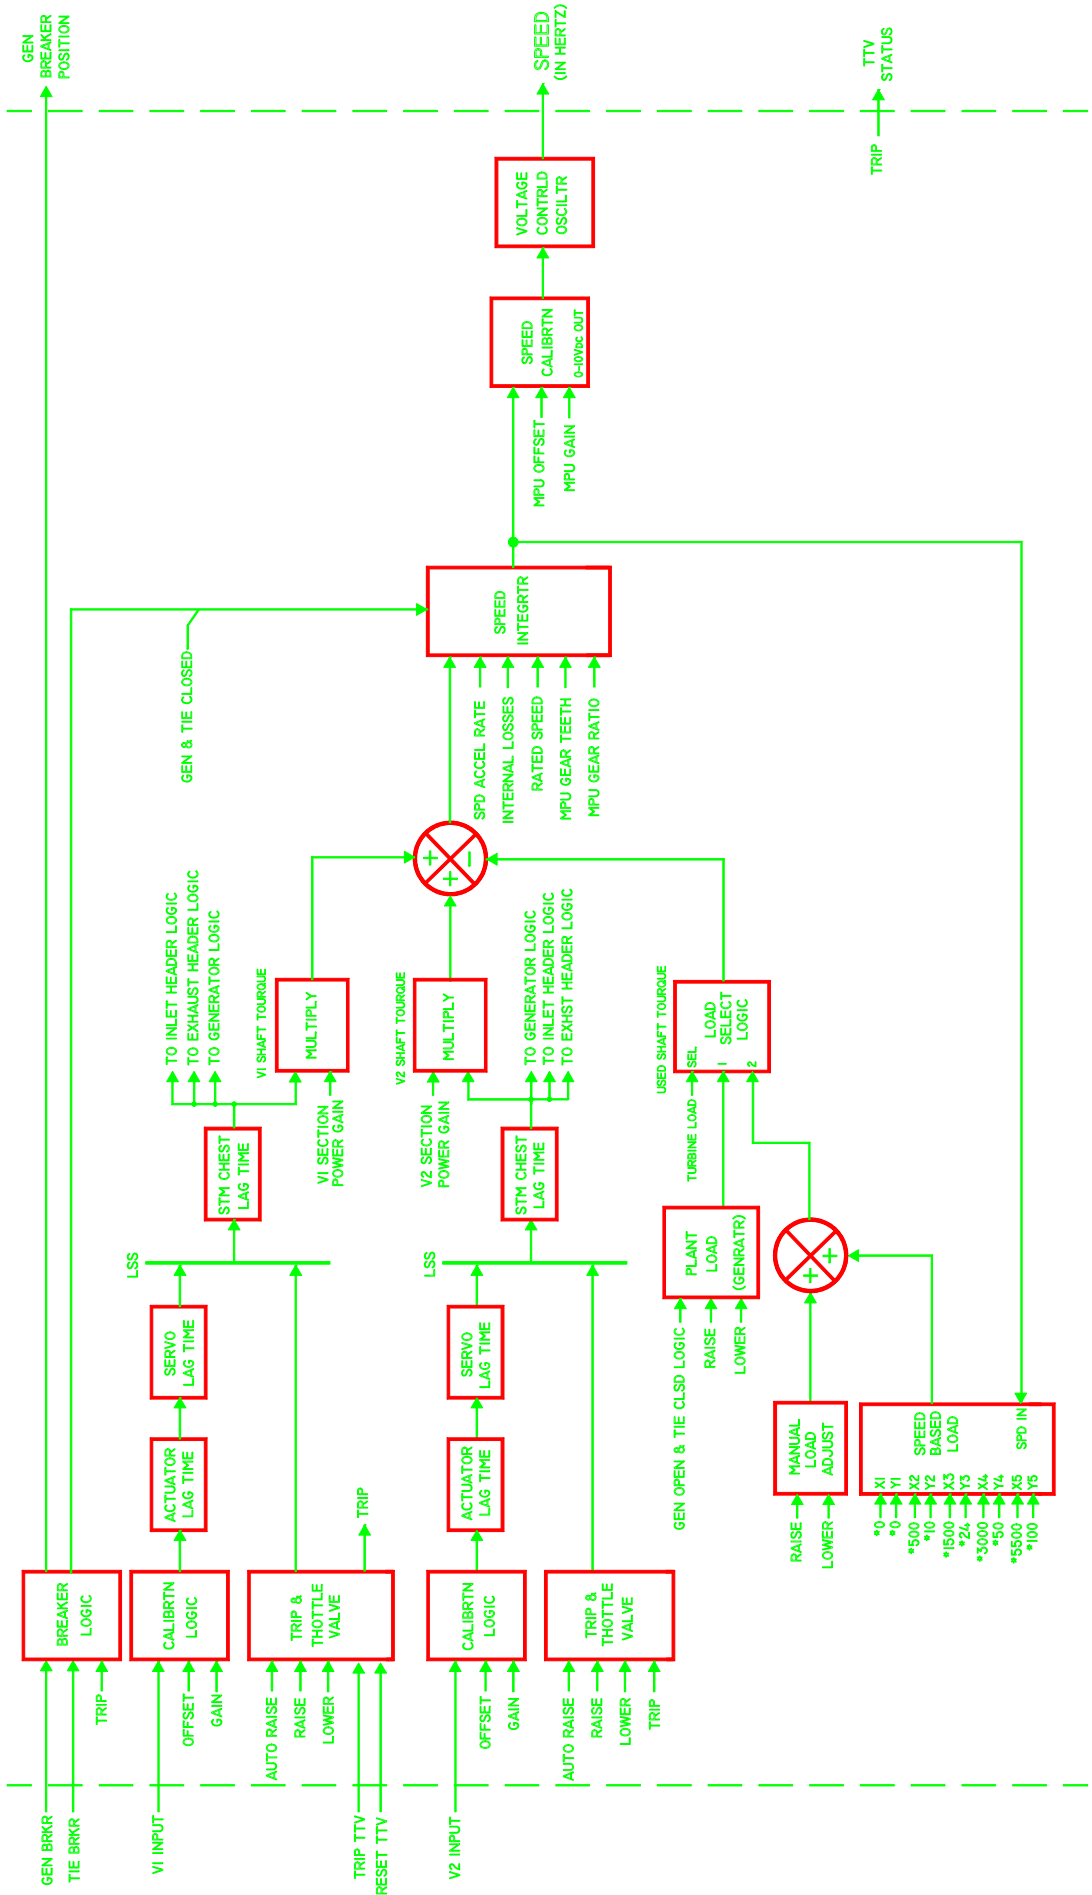 GEN BRKR
TIE BRKR
TRIP
BREAKER
LOGIC
GEN
BREAKER
POSITION
V1 INPUT
OFFSET
GAIN
CALIBRTN
LOGIC
ACTUATOR
LAG TIME
SERVO
LAG TIME
LSS
STM CHEST
LAG TIME
TO INLET HEADER LOGIC
TO EXHAUST HEADER LOGIC
TO GENERATOR LOGIC
GEN & TIE CLOSED
AUTO RAISE
RAISE
LOWER
TRIP TTV
RESET TTV
TRIP &
THOTTLE
VALVE
TRIP
V1 SECTION
POWER GAIN
V1 SHAFT TOURQUE
MULTIPLY
V2 INPUT
OFFSET
GAIN
CALIBRTN
LOGIC
ACTUATOR
LAG TIME
SERVO
LAG TIME
LSS
STM CHEST
LAG TIME
V2 SECTION
POWER GAIN
V2 SHAFT TOURQUE
MULTIPLY
TO GENERATOR LOGIC
TO INLET HEADER LOGIC
TO EXHST HEADER LOGIC
AUTO RAISE
RAISE
LOWER
TRIP
TRIP &
THOTTLE
VALVE
+
+
−
SPD ACCEL RATE
INTERNAL LOSSES
RATED SPEED
MPU GEAR TEETH
MPU GEAR RATIO
SPEED
INTEGRTR
MPU OFFSET
MPU GAIN
SPEED
CALIBRTN
0-10VDC OUT
VOLTAGE
CONTRLD
OSCILTR
SPEED
(IN HERTZ)
GEN OPEN & TIE CLSD LOGIC
RAISE
LOWER
PLANT
LOAD
(GENRATR)
TURBINE LOAD
USED SHAFT TOURQUE
SEL
1
2
LOAD
SELECT
LOGIC
RAISE
LOWER
MANUAL
LOAD
ADJUST
+
+
*0 X1
*0 Y1
*500 X2
*10 Y2
*1500 X3
*24 Y3
*3000 X4
*50 Y4
*5500 X5
*100 Y5
SPEED
BASED
LOAD
SPD IN
TRIP
TTV
STATUS